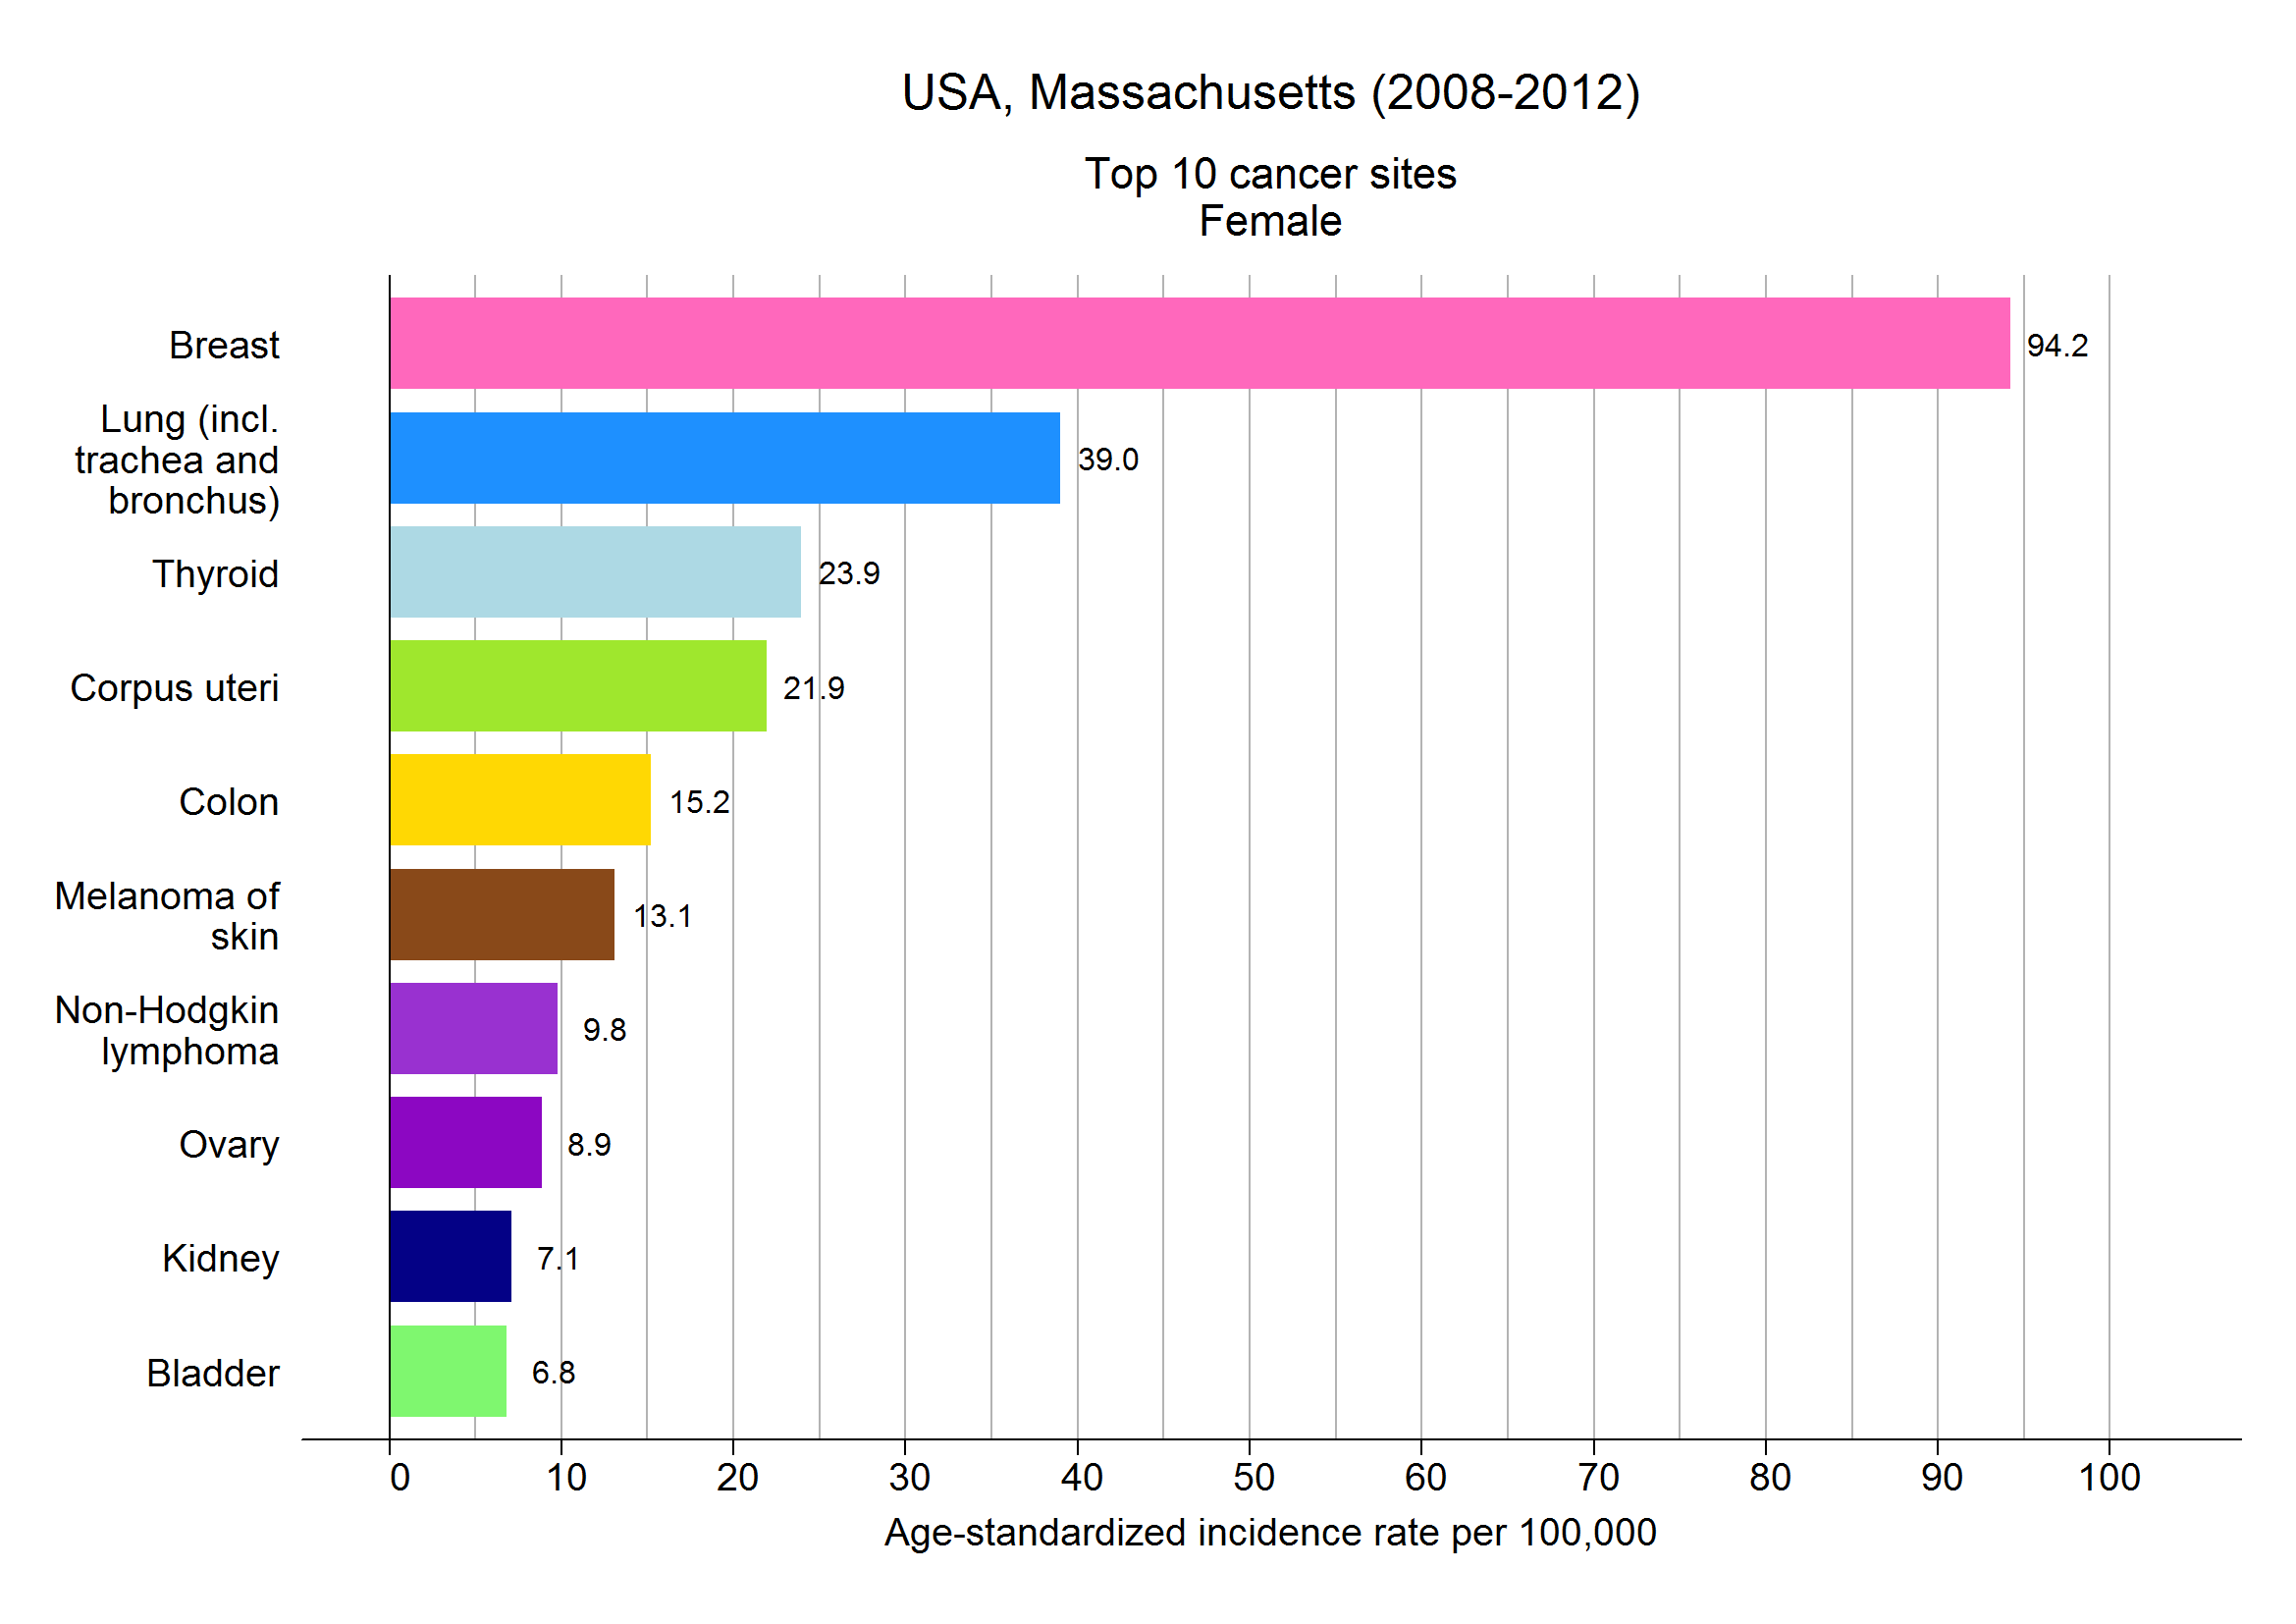 USA, Massachusetts (2008-2012)
Top 10 cancer sites
Female
Breast
94.2
Lung (incl.
trachea and
bronchus)
39.0
Thyroid
23.9
Corpus uteri
21.9
Colon
15.2
Melanoma of
skin
13.1
Non-Hodgkin
lymphoma
9.8
Ovary
8.9
Kidney
7.1
Bladder
6.8
0 10 20 30 40 50 60 70 80 90 100
Age-standardized incidence rate per 100,000